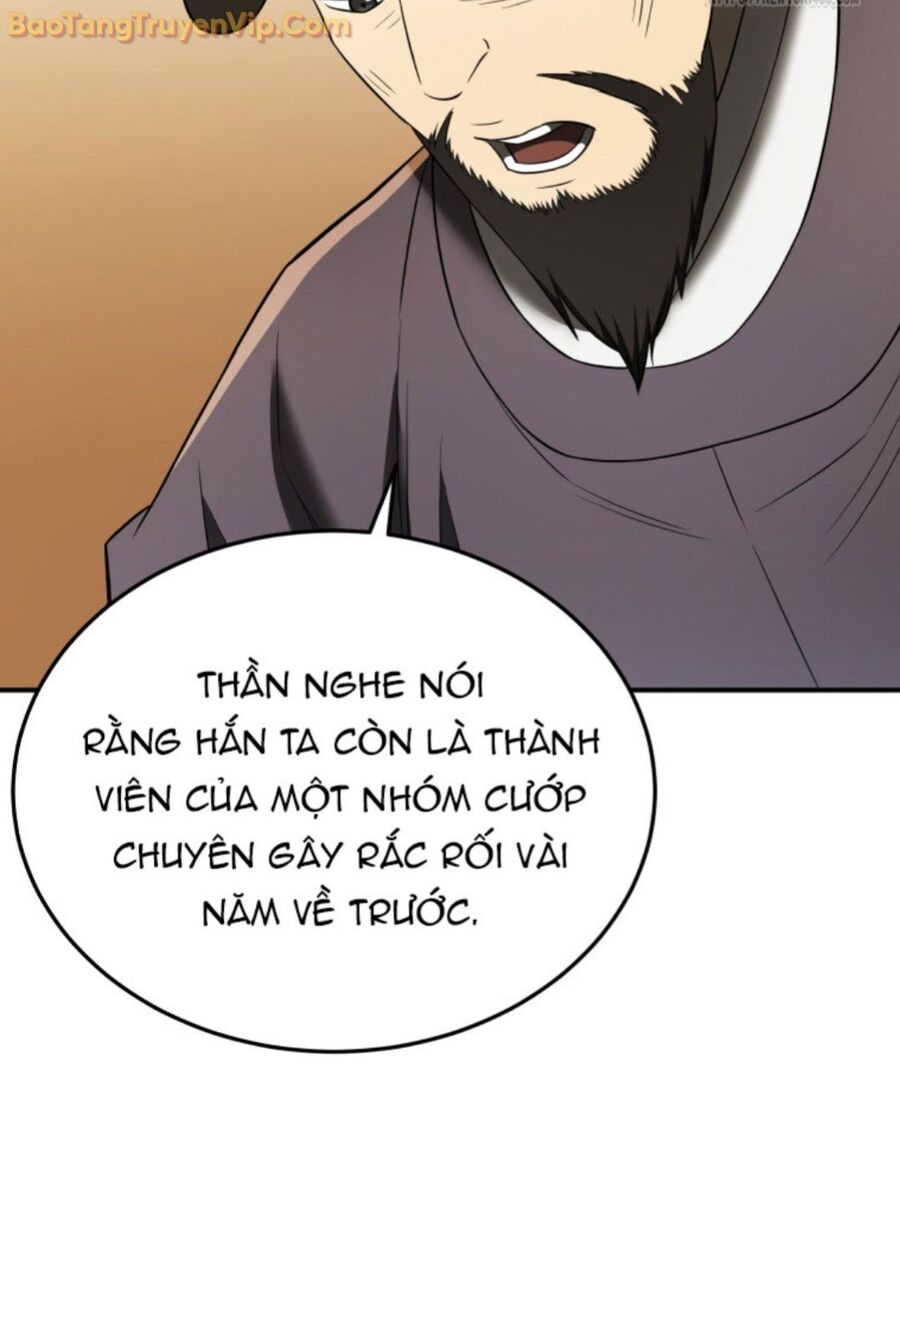 BaoTangTruyenVip.Com
THẦN NGHE NÓI
RẰNG HẮN TA CÒN LÀ THÀNH
VIÊN CỦA MỘT NHÓM CƯỚP
CHUYÊN GÂY RẮC RỐI VÀI
NĂM VỀ TRƯỚC.